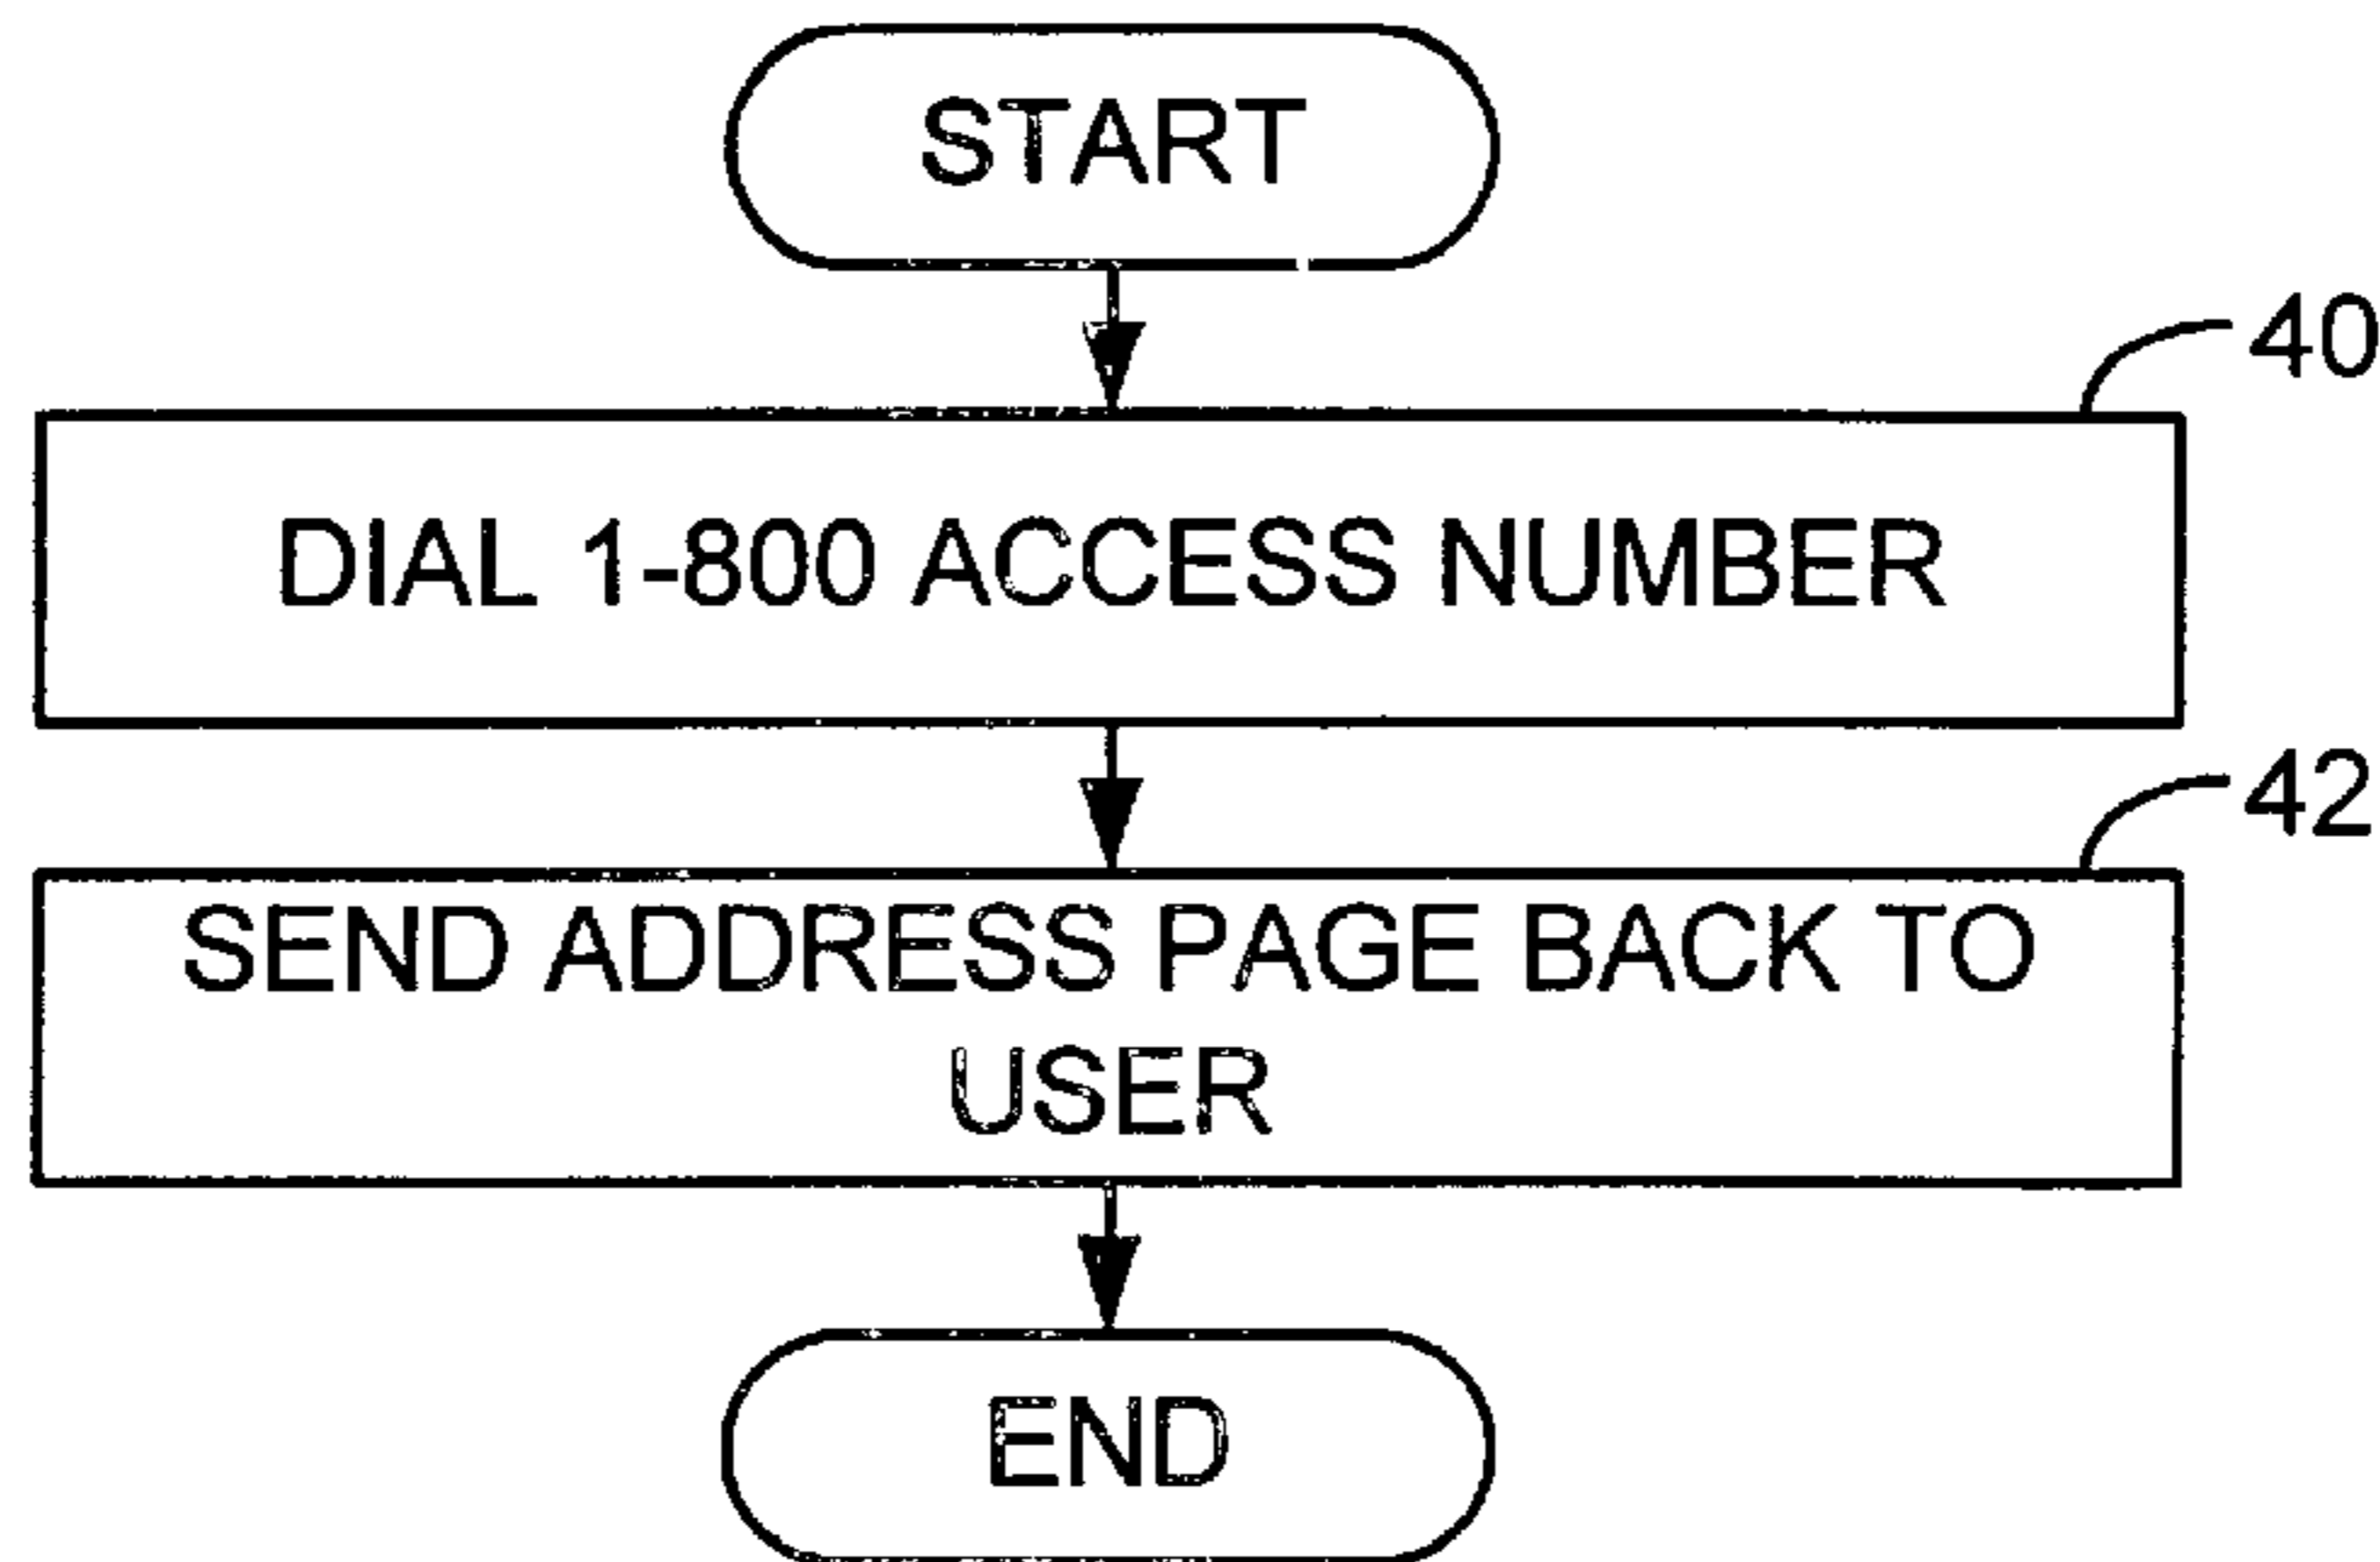 START
40
DIAL 1-800 ACCESS NUMBER
42
SEND ADDRESS PAGE BACK TO
USER
END